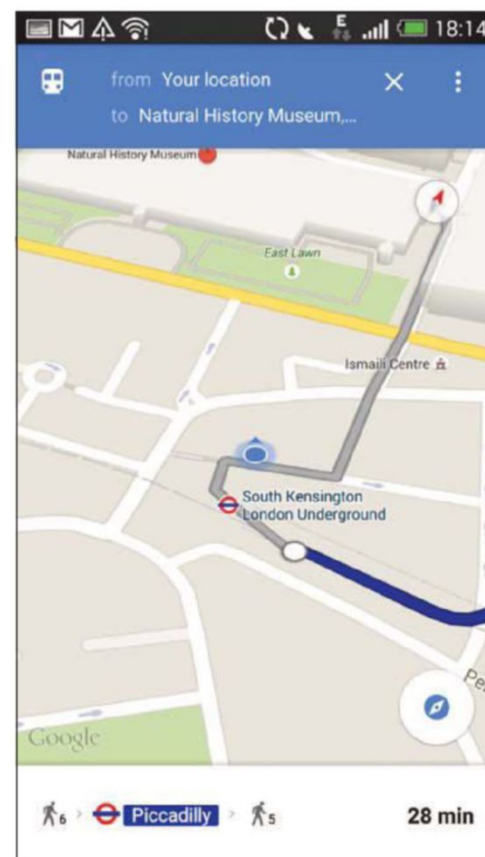 E
18:14
from Your location
to Natural History Museum,...
Natural History Museum
East Lawn
Ismaili Centre
South Kensington
London Underground
Pe
Google
6 > Piccadilly > 5
28 min